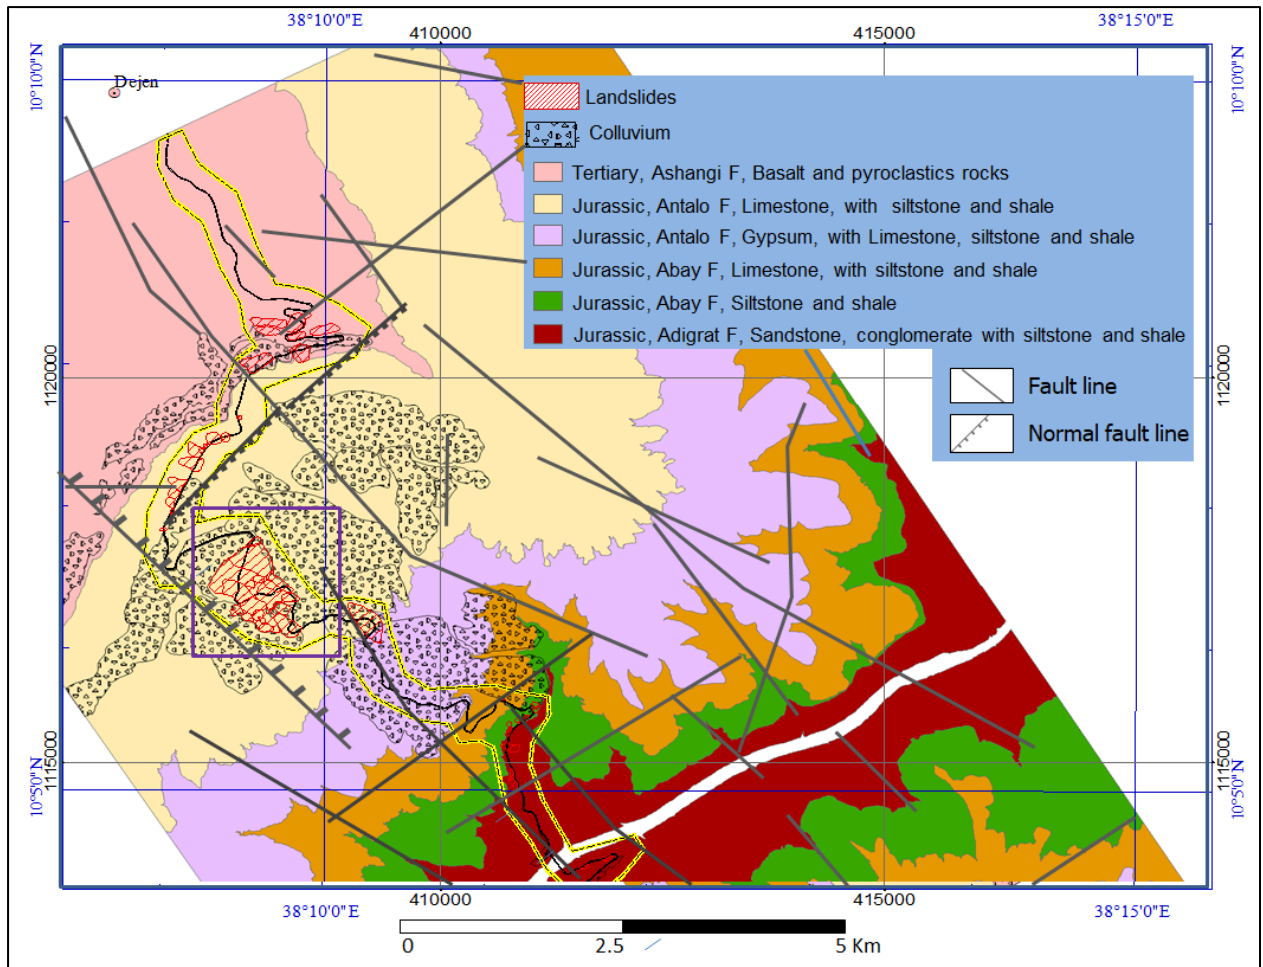 38°10'0"E
410000
415000
38°15'0"E
10°10'0"N
10°10'0"N
Dejen
Landslides
Colluvium
Tertiary, Ashangi F, Basalt and pyroclastics rocks
Jurassic, Antalo F, Limestone, with siltstone and shale
Jurassic, Antalo F, Gypsum, with Limestone, siltstone and shale
Jurassic, Abay F, Limestone, with siltstone and shale
Jurassic, Abay F, Siltstone and shale
Jurassic, Adigrat F, Sandstone, conglomerate with siltstone and shale
1120000
1120000
Fault line
Normal fault line
1115000
1115000
10°5'0"N
10°5'0"N
38°10'0"E
410000
415000
38°15'0"E
0
2.5
5 Km